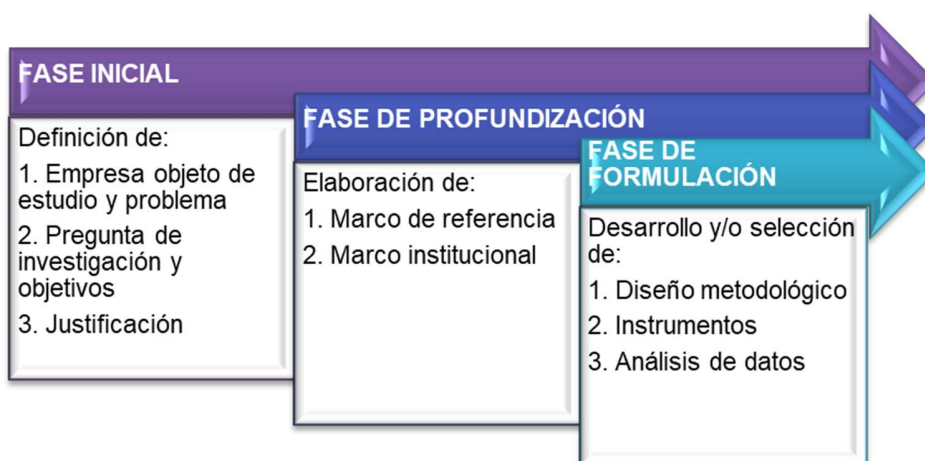 FASE INICIAL
Definición de:
1. Empresa objeto de
estudio y problema
2. Pregunta de
investigación y
objetivos
3. Justificación
FASE DE PROFUNDIZACIÓN
Elaboración de:
1. Marco de referencia
2. Marco institucional
FASE DE
FORMULACIÓN
Desarrollo y/o selección
de:
1. Diseño metodológico
2. Instrumentos
3. Análisis de datos